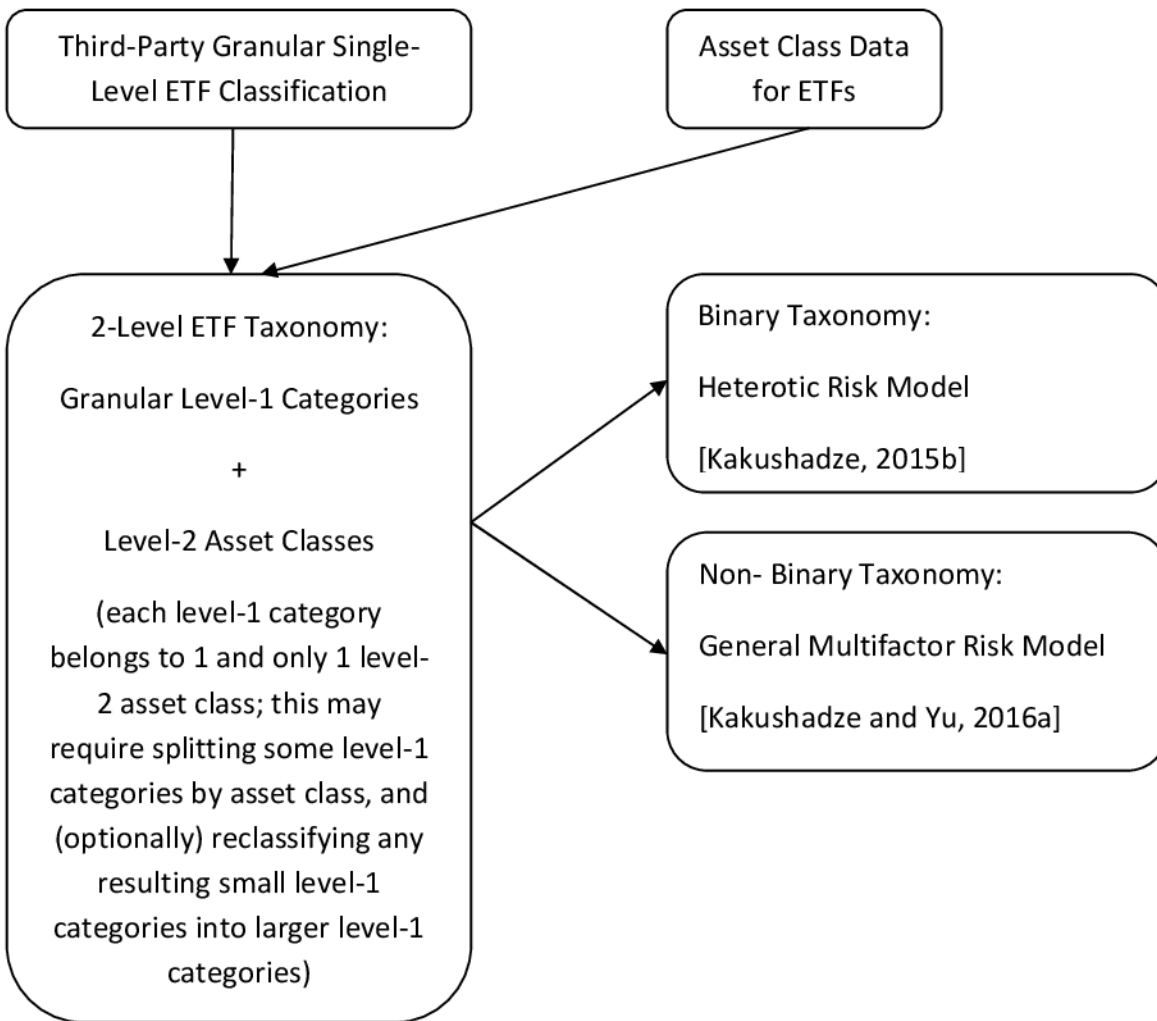 Third-Party Granular Single-
Level ETF Classification
Asset Class Data
for ETFs
2-Level ETF Taxonomy:
Granular Level-1 Categories
+
Level-2 Asset Classes
(each level-1 category
belongs to 1 and only 1 level-
2 asset class; this may
require splitting some level-1
categories by asset class, and
(optionally) reclassifying any
resulting small level-1
categories into larger level-1
categories)
Binary Taxonomy:
Heterotic Risk Model
[Kakushadze, 2015b]
Non- Binary Taxonomy:
General Multifactor Risk Model
[Kakushadze and Yu, 2016a]